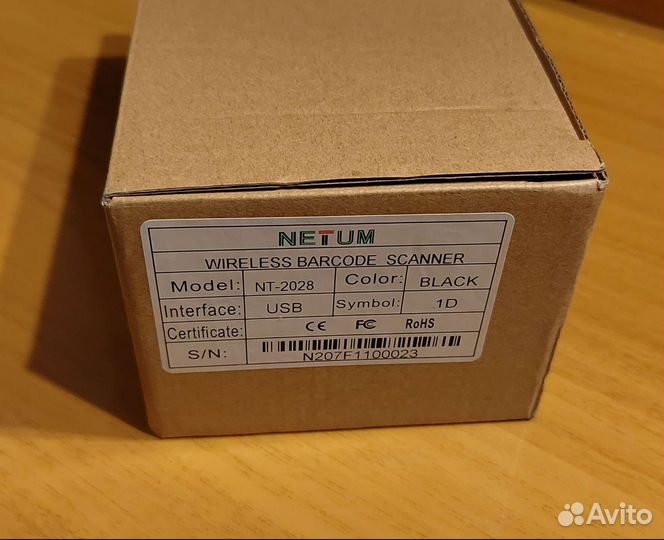 NETUM
WIRELESS BARCODE SCANNER
Model: NT-2028 Color: BLACK
Interface: USB Symbol: 1D
Certificate: CE FC RoHS
S/N: N207F1100023
Avito